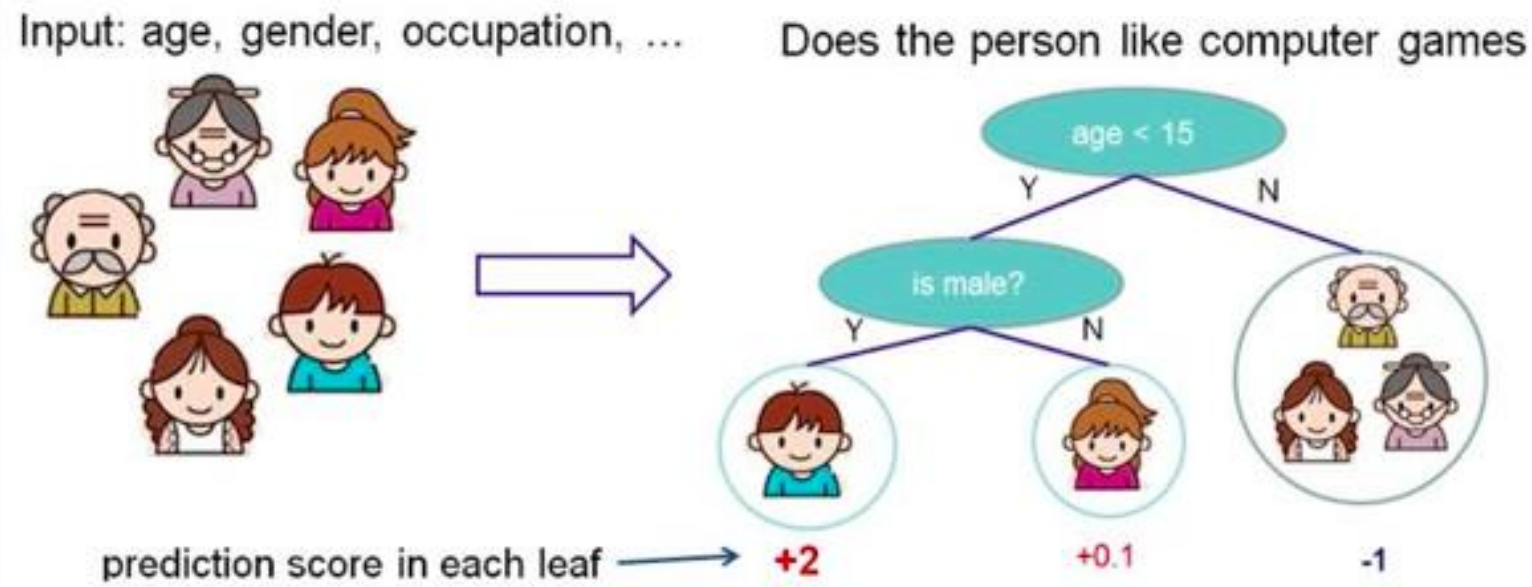 Input: age, gender, occupation, ...
Does the person like computer games
age < 15
Y
N
is male?
Y
N
prediction score in each leaf
+2
+0.1
-1